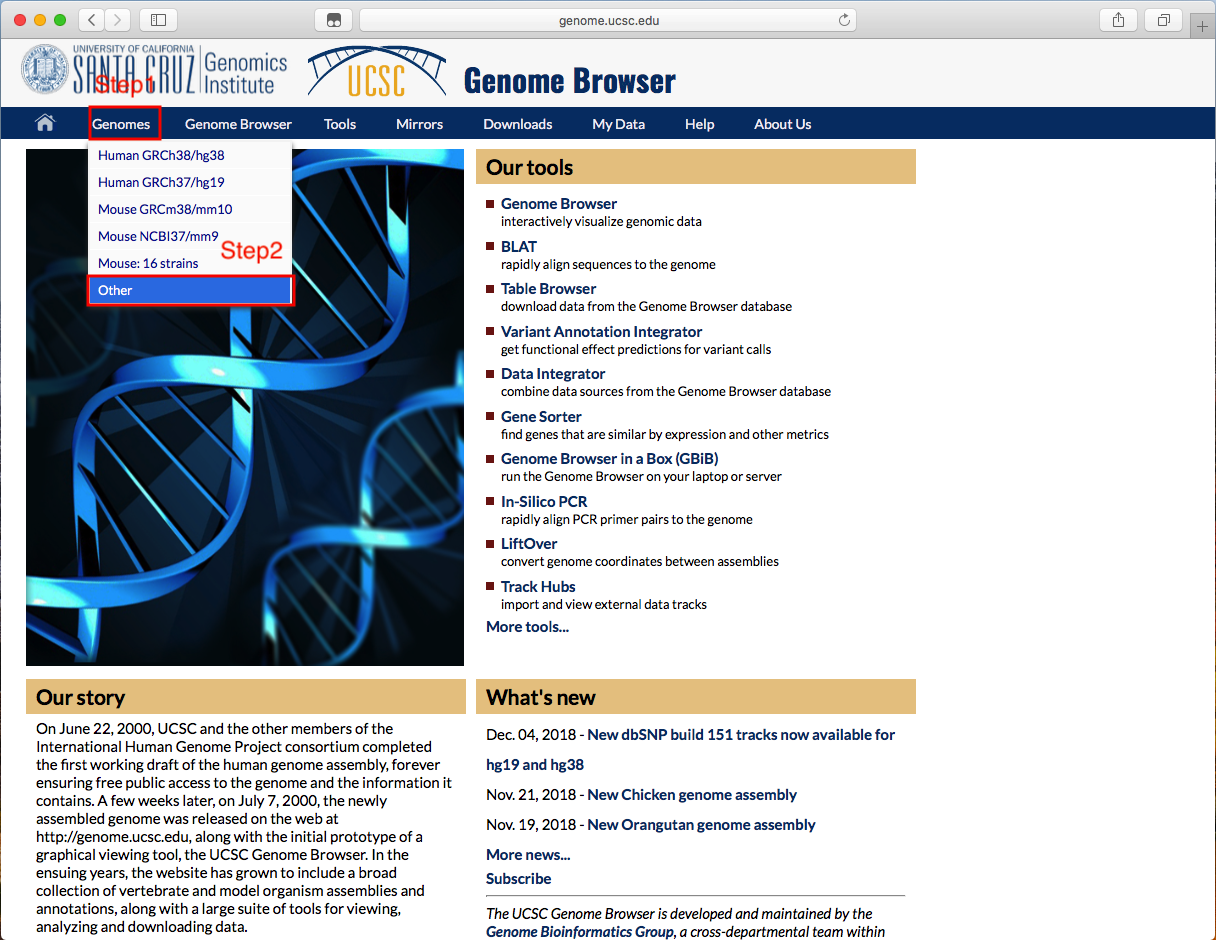 genome.ucsc.edu
UNIVERSITY OF CALIFORNIA
SANTA CRUZ
Genomics
Institute
UCSC
Genome Browser
Step1
Genomes
Genome Browser
Tools
Mirrors
Downloads
My Data
Help
About Us
Human GRCh38/hg38
Human GRCh37/hg19
Mouse GRCm38/mm10
Mouse NCBI37/mm9
Step2
Mouse: 16 strains
Other
Our tools
Genome Browser
interactively visualize genomic data
BLAT
rapidly align sequences to the genome
Table Browser
download data from the Genome Browser database
Variant Annotation Integrator
get functional effect predictions for variant calls
Data Integrator
combine data sources from the Genome Browser database
Gene Sorter
find genes that are similar by expression and other metrics
Genome Browser in a Box (GBiB)
run the Genome Browser on your laptop or server
In-Silico PCR
rapidly align PCR primer pairs to the genome
LiftOver
convert genome coordinates between assemblies
Track Hubs
import and view external data tracks
More tools...
Our story
On June 22, 2000, UCSC and the other members of the
International Human Genome Project consortium completed
the first working draft of the human genome assembly, forever
ensuring free public access to the genome and the information it
contains. A few weeks later, on July 7, 2000, the newly
assembled genome was released on the web at
http://genome.ucsc.edu, along with the initial prototype of a
graphical viewing tool, the UCSC Genome Browser. In the
ensuing years, the website has grown to include a broad
collection of vertebrate and model organism assemblies and
annotations, along with a large suite of tools for viewing,
analyzing and downloading data.
What's new
Dec. 04, 2018 - New dbSNP build 151 tracks now available for
hg19 and hg38
Nov. 21, 2018 - New Chicken genome assembly
Nov. 19, 2018 - New Orangutan genome assembly
More news...
Subscribe
The UCSC Genome Browser is developed and maintained by the
Genome Bioinformatics Group, a cross-departmental team within